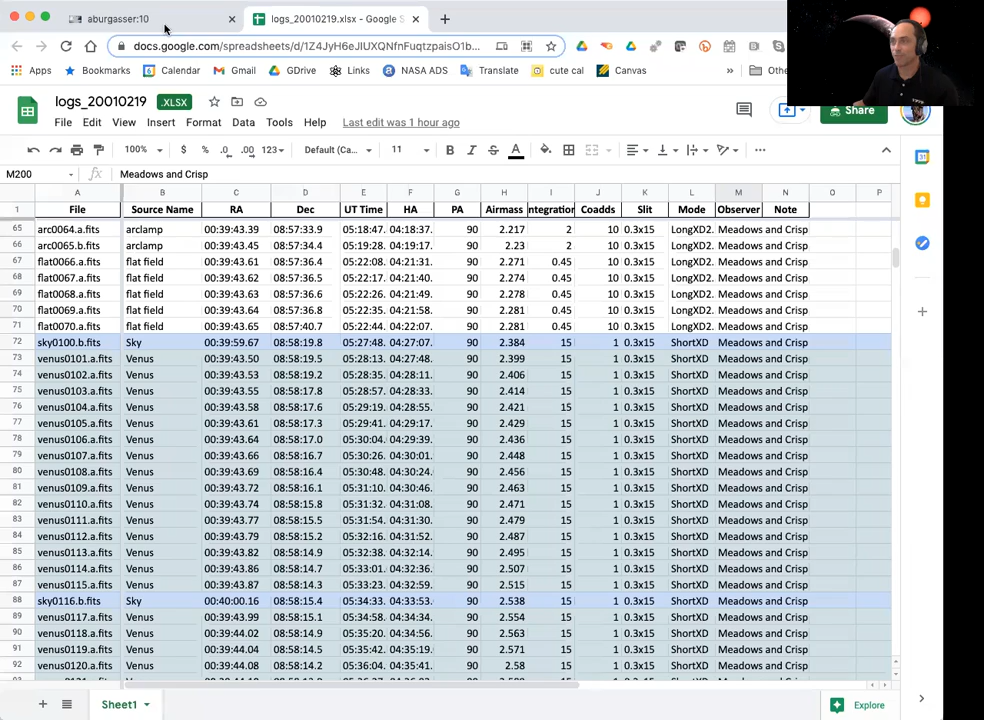 aburgasser:10
logs_20010219.xlsx - Google S
docs.google.com/spreadsheets/d/1Z4JyH6eJIUXQNfnFuqtzpaisO1b...
Apps Bookmarks Calendar Gmail GDrive Links NASA ADS Translate cute cal Canvas » Othe
logs_20010219 .XLSX
File Edit View Insert Format Data Tools Help Last edit was 1 hour ago
Share
100% $ % .0 .00 123 Default (Ca... 11 B I S A
M200 fx Meadows and Crisp
A B C D E F G H I J K L M N O P
1 File Source Name RA Dec UT Time HA PA Airmass ntegration Coadds Slit Mode Observer Note
65 arc0064.a.fits arclamp 00:39:43.39 08:57:33.9 05:18:47. 04:18:37. 90 2.217 2 10 0.3x15 LongXD2. Meadows and Crisp
66 arc0065.b.fits arclamp 00:39:43.45 08:57:34.4 05:19:28. 04:19:17. 90 2.23 2 10 0.3x15 LongXD2. Meadows and Crisp
67 flat0066.a.fits flat field 00:39:43.61 08:57:36.4 05:22:08. 04:21:31. 90 2.271 0.45 10 0.3x15 LongXD2. Meadows and Crisp
68 flat0067.a.fits flat field 00:39:43.62 08:57:36.5 05:22:17. 04:21:40. 90 2.274 0.45 10 0.3x15 LongXD2. Meadows and Crisp
69 flat0068.a.fits flat field 00:39:43.63 08:57:36.6 05:22:26. 04:21:49. 90 2.278 0.45 10 0.3x15 LongXD2. Meadows and Crisp
70 flat0069.a.fits flat field 00:39:43.64 08:57:36.8 05:22:35. 04:21:58. 90 2.281 0.45 10 0.3x15 LongXD2. Meadows and Crisp
71 flat0070.a.fits flat field 00:39:43.65 08:57:40.7 05:22:44. 04:22:07. 90 2.281 0.45 10 0.3x15 LongXD2. Meadows and Crisp
72 sky0100.b.fits Sky 00:39:59.67 08:58:19.8 05:27:48. 04:27:07. 90 2.384 15 1 0.3x15 ShortXD Meadows and Crisp
73 venus0101.a.fits Venus 00:39:43.50 08:58:19.5 05:28:13. 04:27:48. 90 2.399 15 1 0.3x15 ShortXD Meadows and Crisp
74 venus0102.a.fits Venus 00:39:43.53 08:58:19.2 05:28:35. 04:28:11. 90 2.406 15 1 0.3x15 ShortXD Meadows and Crisp
75 venus0103.a.fits Venus 00:39:43.55 08:58:17.8 05:28:57. 04:28:33. 90 2.414 15 1 0.3x15 ShortXD Meadows and Crisp
76 venus0104.a.fits Venus 00:39:43.58 08:58:17.6 05:29:19. 04:28:55. 90 2.421 15 1 0.3x15 ShortXD Meadows and Crisp
77 venus0105.a.fits Venus 00:39:43.61 08:58:17.3 05:29:41. 04:29:17. 90 2.429 15 1 0.3x15 ShortXD Meadows and Crisp
78 venus0106.a.fits Venus 00:39:43.64 08:58:17.0 05:30:04. 04:29:39. 90 2.436 15 1 0.3x15 ShortXD Meadows and Crisp
79 venus0107.a.fits Venus 00:39:43.66 08:58:16.7 05:30:26. 04:30:01. 90 2.448 15 1 0.3x15 ShortXD Meadows and Crisp
80 venus0108.a.fits Venus 00:39:43.69 08:58:16.4 05:30:48. 04:30:24. 90 2.456 15 1 0.3x15 ShortXD Meadows and Crisp
81 venus0109.a.fits Venus 00:39:43.72 08:58:16.1 05:31:10. 04:30:46. 90 2.463 15 1 0.3x15 ShortXD Meadows and Crisp
82 venus0110.a.fits Venus 00:39:43.74 08:58:15.8 05:31:32. 04:31:08. 90 2.471 15 1 0.3x15 ShortXD Meadows and Crisp
83 venus0111.a.fits Venus 00:39:43.77 08:58:15.5 05:31:54. 04:31:30. 90 2.479 15 1 0.3x15 ShortXD Meadows and Crisp
84 venus0112.a.fits Venus 00:39:43.79 08:58:15.2 05:32:16. 04:31:52. 90 2.487 15 1 0.3x15 ShortXD Meadows and Crisp
85 venus0113.a.fits Venus 00:39:43.82 08:58:14.9 05:32:38. 04:32:14. 90 2.495 15 1 0.3x15 ShortXD Meadows and Crisp
86 venus0114.a.fits Venus 00:39:43.86 08:58:14.7 05:33:01. 04:32:36. 90 2.507 15 1 0.3x15 ShortXD Meadows and Crisp
87 venus0115.a.fits Venus 00:39:43.87 08:58:14.3 05:33:23. 04:32:59. 90 2.515 15 1 0.3x15 ShortXD Meadows and Crisp
88 sky0116.b.fits Sky 00:40:00.16 08:58:15.4 05:34:33. 04:33:53. 90 2.538 15 1 0.3x15 ShortXD Meadows and Crisp
89 venus0117.a.fits Venus 00:39:43.99 08:58:15.1 05:34:58. 04:34:34. 90 2.554 15 1 0.3x15 ShortXD Meadows and Crisp
90 venus0118.a.fits Venus 00:39:44.02 08:58:14.9 05:35:20. 04:34:56. 90 2.563 15 1 0.3x15 ShortXD Meadows and Crisp
91 venus0119.a.fits Venus 00:39:44.04 08:58:14.5 05:35:42. 04:35:19. 90 2.571 15 1 0.3x15 ShortXD Meadows and Crisp
92 venus0120.a.fits Venus 00:39:44.08 08:58:14.2 05:36:04. 04:35:41. 90 2.58 15 1 0.3x15 ShortXD Meadows and Crisp
Sheet1
Explore